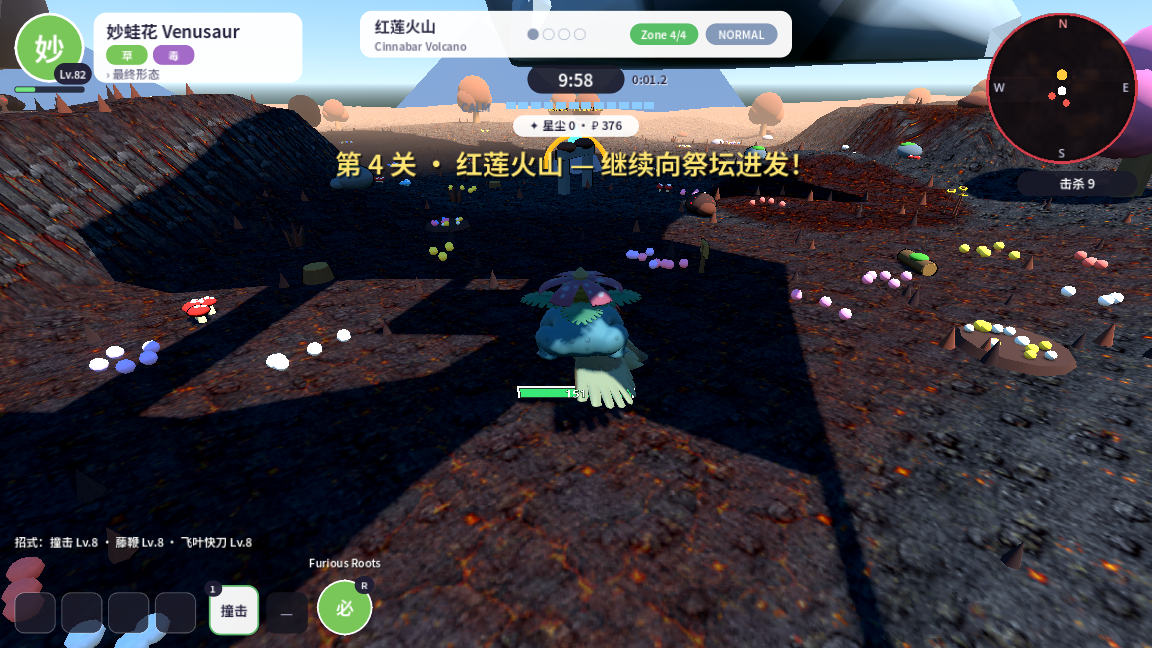 妙
Lv.82
妙蛙花 Venusaur
草 毒
› 最终形态
红莲火山
Cinnabar Volcano
Zone 4/4
NORMAL
9:58
0:01.2
✦ 星尘 0 · ₽ 376
第 4 关 · 红莲火山 — 继续向祭坛进发！
N
W
E
S
击杀 9
151
招式：撞击 Lv.8 · 藤鞭 Lv.8 · 飞叶快刀 Lv.8
Furious Roots
1
撞击
—
必
R